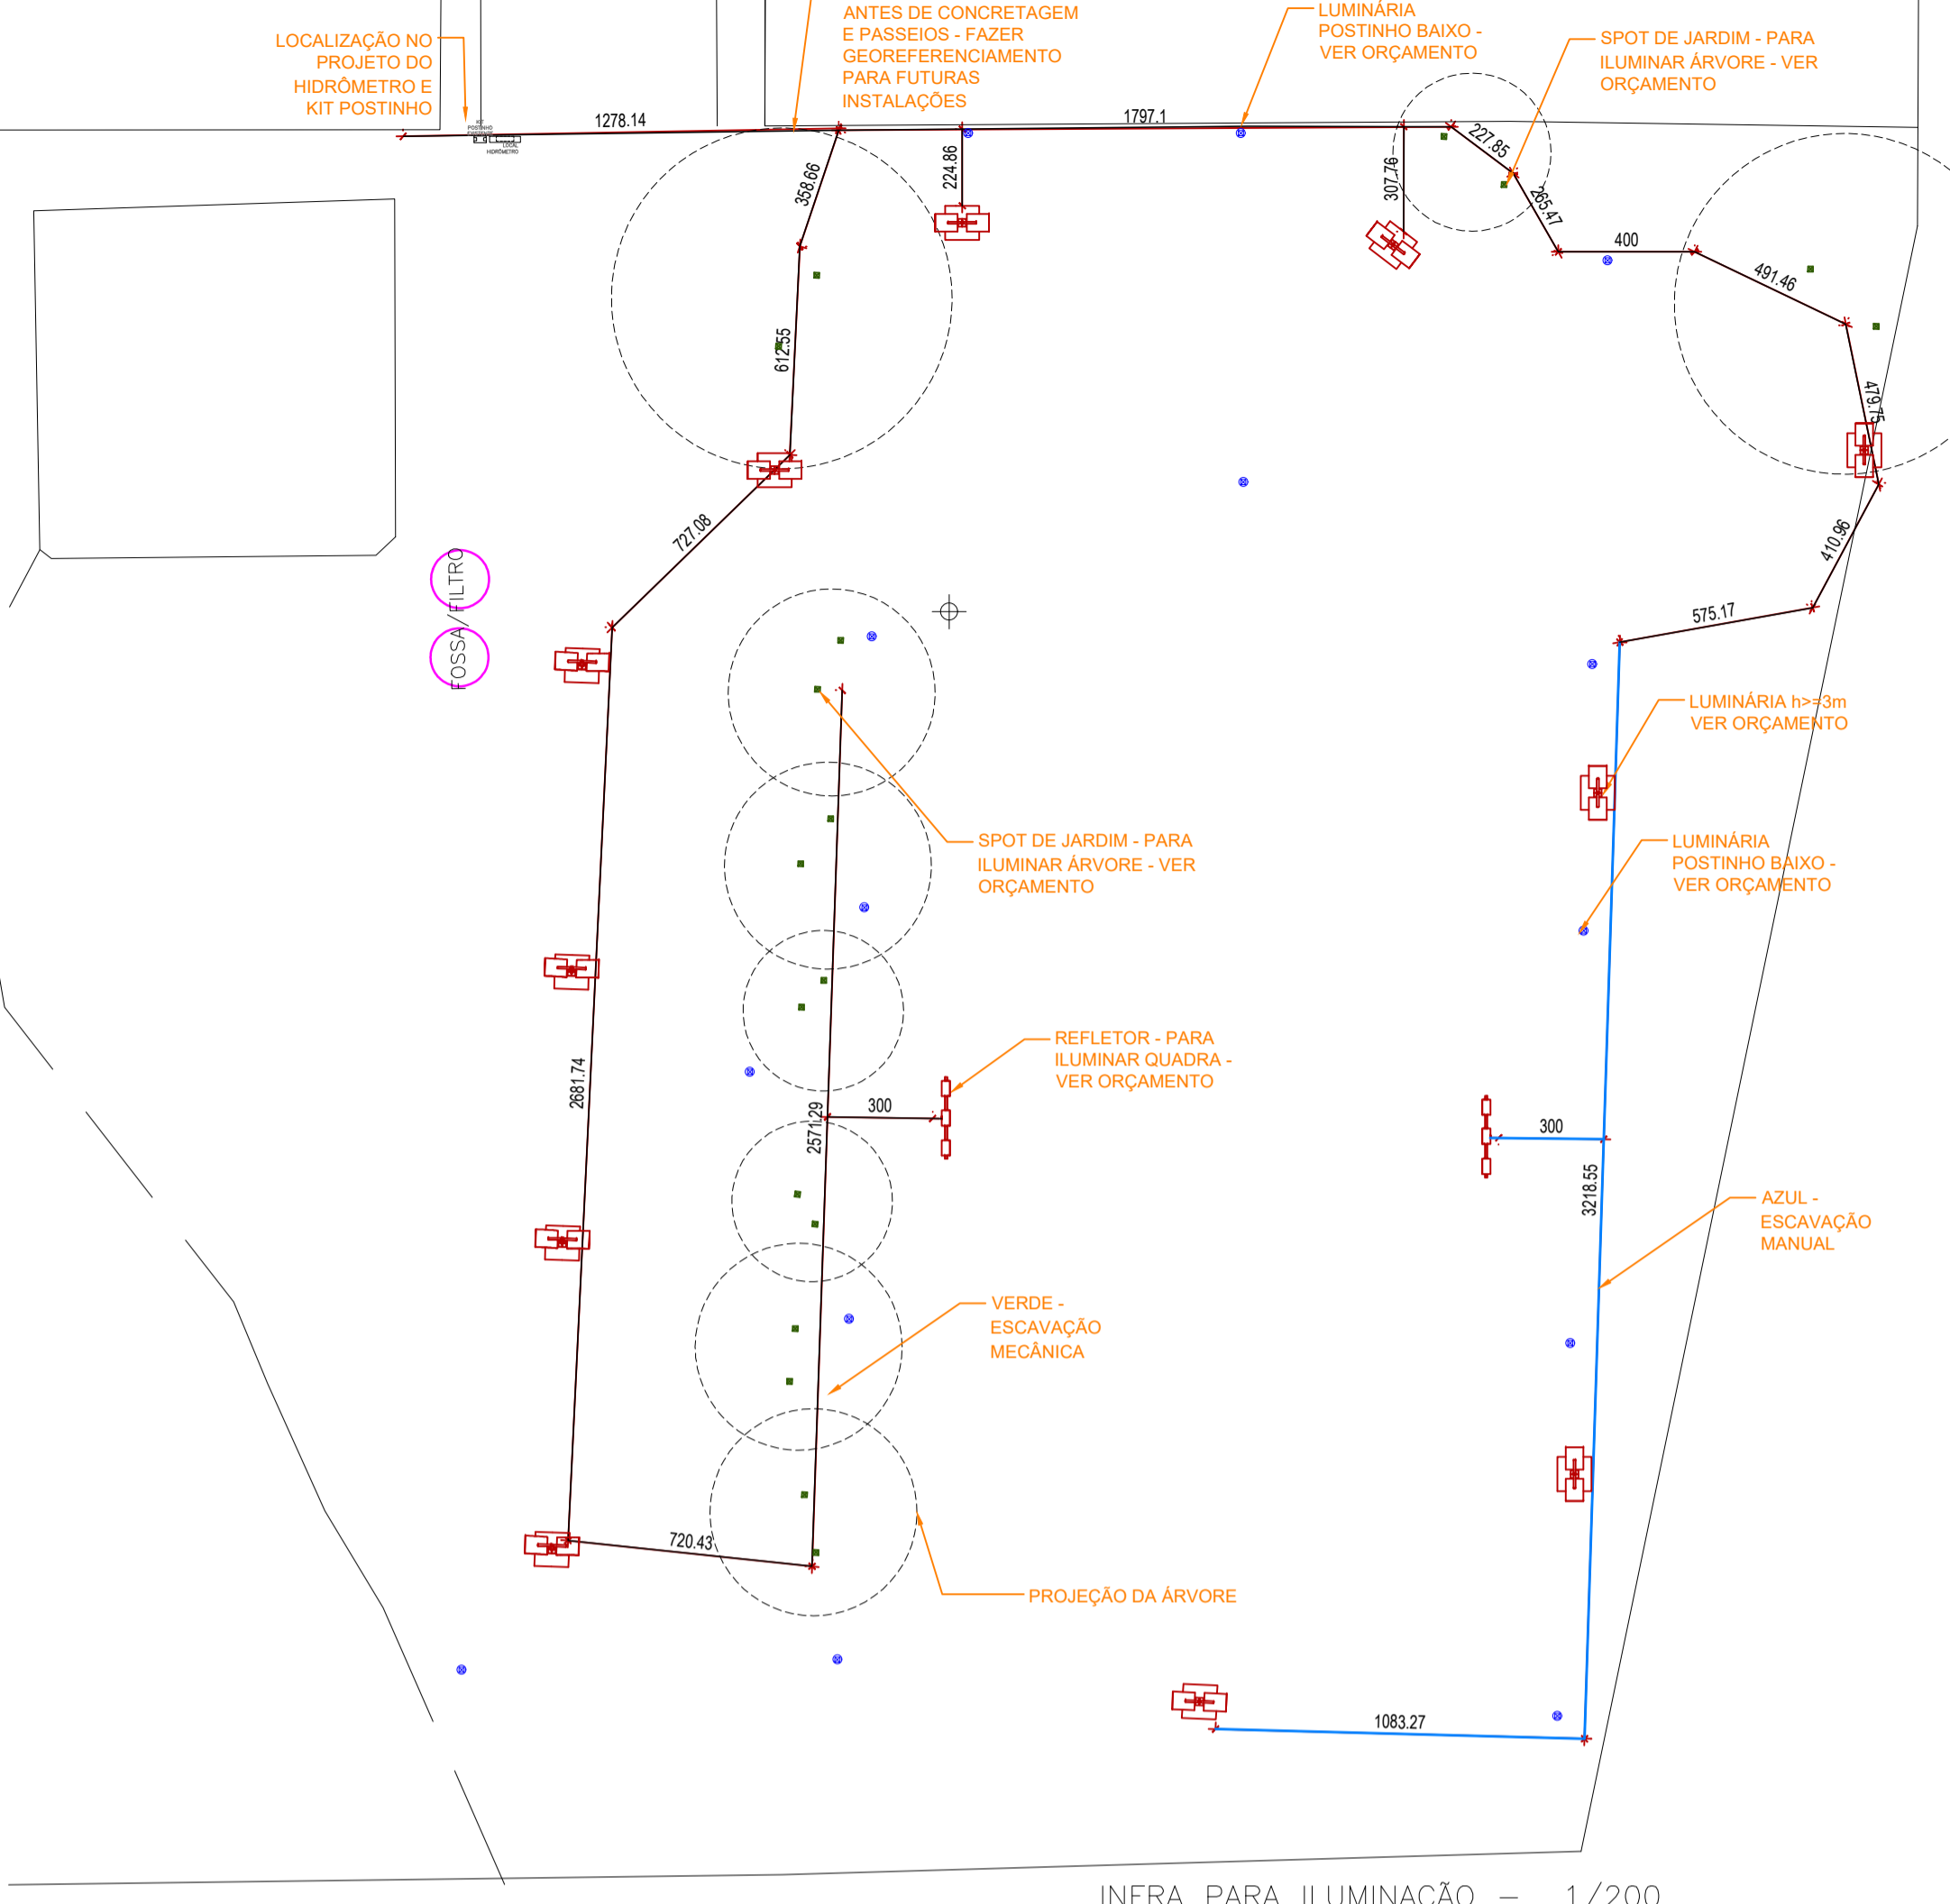 ANTES DE CONCRETAGEM
E PASSEIOS - FAZER
GEOREFERENCIAMENTO
PARA FUTURAS
INSTALAÇÕES
LUMINÁRIA
POSTINHO BAIXO -
VER ORÇAMENTO
SPOT DE JARDIM - PARA
ILUMINAR ÁRVORE - VER
ORÇAMENTO
LOCALIZAÇÃO NO
PROJETO DO
HIDRÔMETRO E
KIT POSTINHO
KIT
POSTINHO
LOCAL
HIDRÔMETRO
1278.14
1797.1
358.66
224.86
307.76
227.85
265.47
400
491.46
612.55
479.75
727.08
410.96
575.17
FOSSA/FILTRO
LUMINÁRIA h>=3m
VER ORÇAMENTO
SPOT DE JARDIM - PARA
ILUMINAR ÁRVORE - VER
ORÇAMENTO
LUMINÁRIA
POSTINHO BAIXO -
VER ORÇAMENTO
REFLETOR - PARA
ILUMINAR QUADRA -
VER ORÇAMENTO
2681.74
2571.29
300
300
3218.55
AZUL -
ESCAVAÇÃO
MANUAL
VERDE -
ESCAVAÇÃO
MECÂNICA
720.43
PROJEÇÃO DA ÁRVORE
1083.27
INFRA PARA ILUMINAÇÃO - 1/200